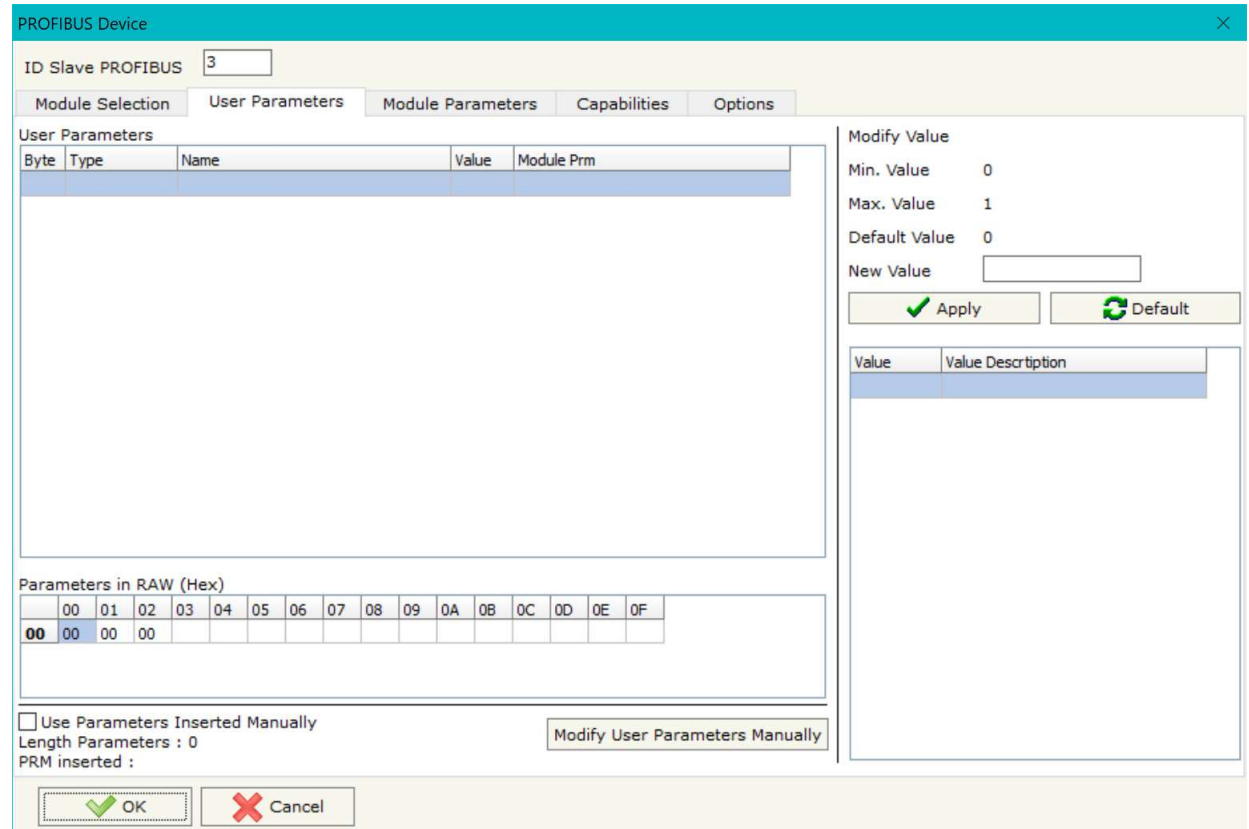 PROFIBUS Device
ID Slave PROFIBUS 3
Module Selection User Parameters Module Parameters Capabilities Options
User Parameters
Byte Type Name Value Module Prm
Parameters in RAW (Hex)
00 01 02 03 04 05 06 07 08 09 0A 0B 0C 0D 0E 0F
00 00 00 00
Use Parameters Inserted Manually
Length Parameters : 0
PRM inserted :
Modify User Parameters Manually
Modify Value
Min. Value 0
Max. Value 1
Default Value 0
New Value
Apply Default
Value Value Descrtiption
OK Cancel